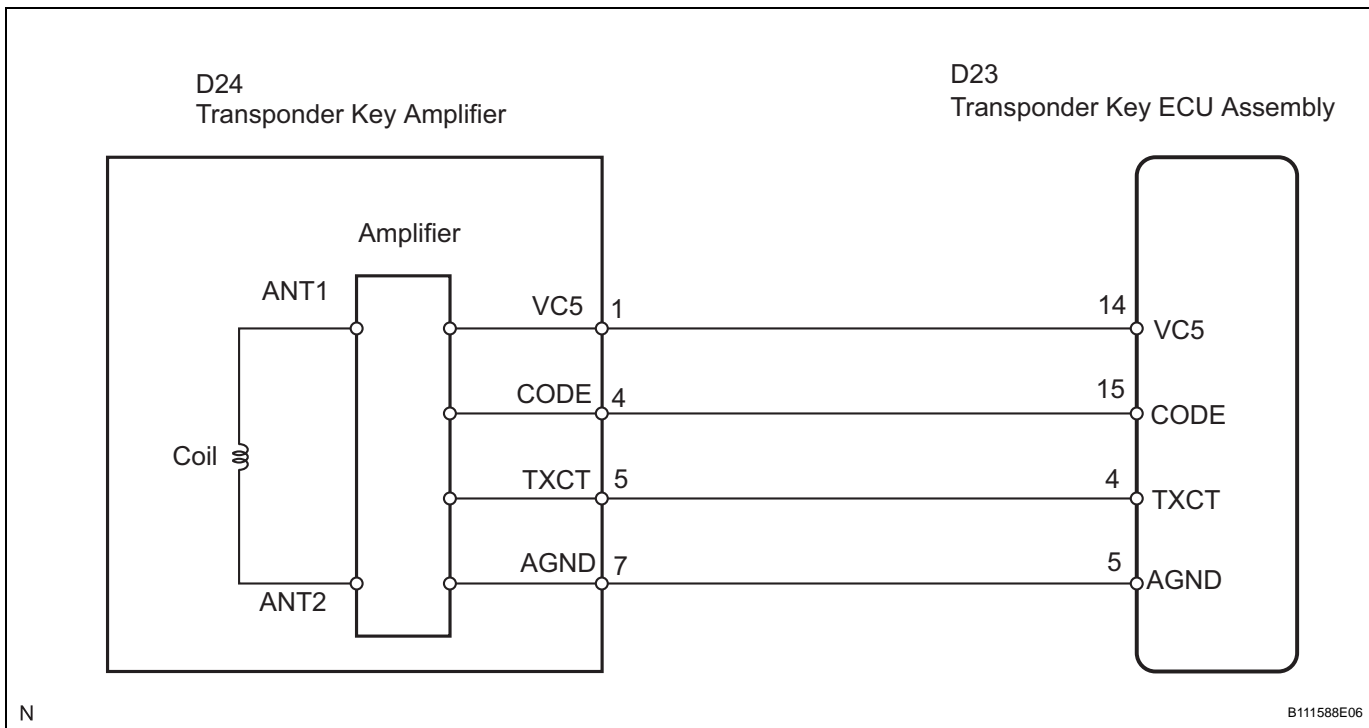 D24
Transponder Key Amplifier
D23
Transponder Key ECU Assembly
Amplifier
ANT1
VC5 1
14 VC5
CODE 4
15 CODE
Coil
TXCT 5
4 TXCT
AGND 7
5 AGND
ANT2
N
B111588E06